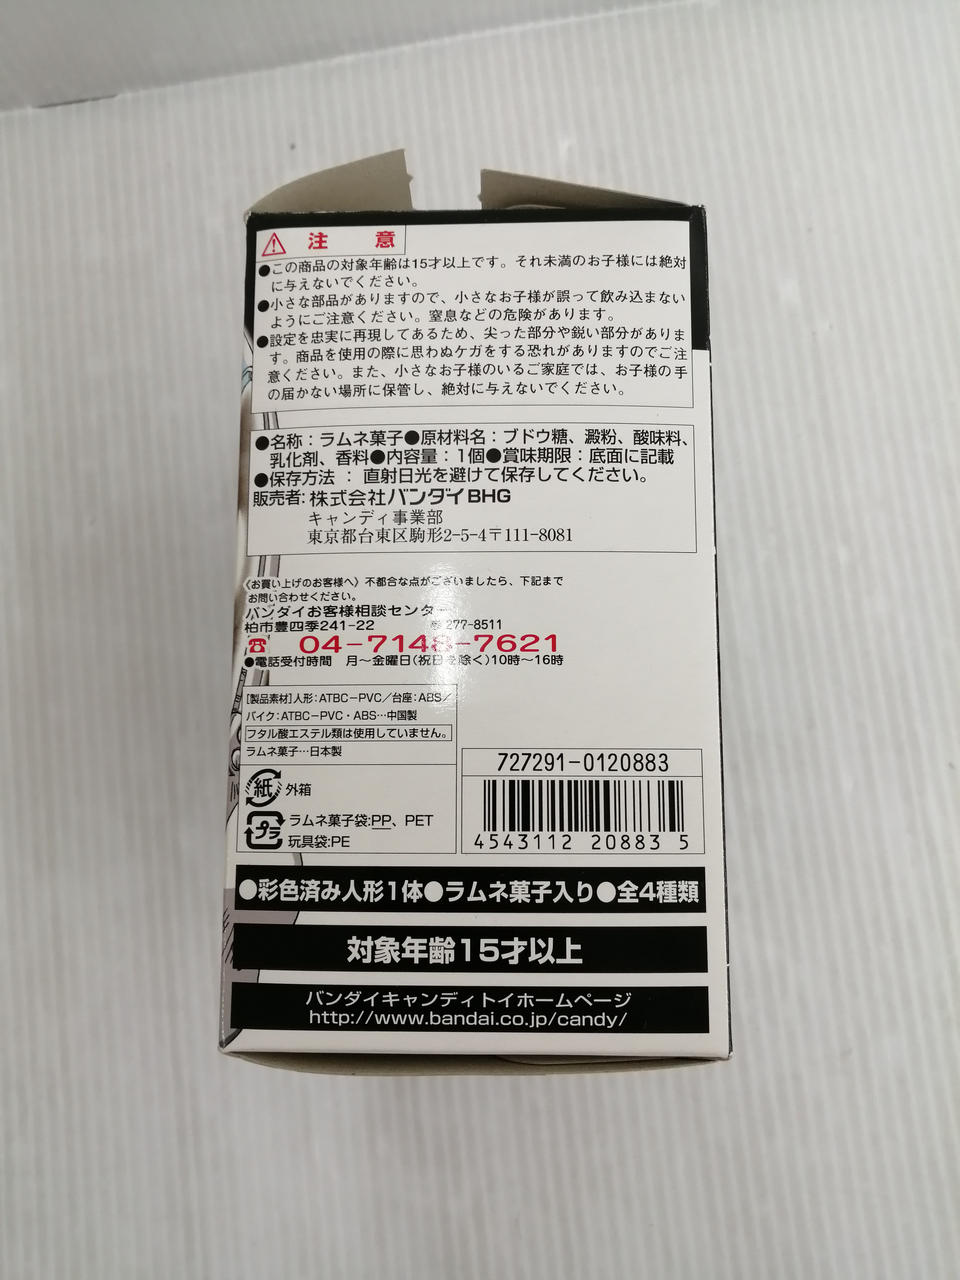 注 意
●この商品の対象年齢は15才以上です。それ未満のお子様には絶対
に与えないでください。
●小さな部品がありますので、小さなお子様が誤って飲み込まない
ようにご注意ください。窒息などの危険があります。
●設定を忠実に再現してあるため、尖った部分や鋭い部分がありま
す。商品を使用の際に思わぬケガをする恐れがありますのでご注
意ください。また、小さなお子様のいるご家庭では、お子様の手
の届かない場所に保管し、絶対に与えないでください。
●名称：ラムネ菓子●原材料名：ブドウ糖、澱粉、酸味料、
乳化剤、香料●内容量：1個●賞味期限：底面に記載
●保存方法：直射日光を避けて保存してください。
販売者：株式会社バンダイBHG
キャンディ事業部
東京都台東区駒形2-5-4〒111-8081
〈お買い上げのお客様へ〉不都合な点がございましたら、下記まで
お問い合わせください。
バンダイお客様相談センター
柏市豊四季241-22 〒277-8511
☎ 04-7148-7621
●電話受付時間 月～金曜日(祝日を除く)10時～16時
[製品素材]人形：ATBC-PVC／台座：ABS／
バイク：ATBC-PVC・ABS…中国製
フタル酸エステル類は使用していません。
ラムネ菓子…日本製
紙 外箱
プラ ラムネ菓子袋:PP、PET
玩具袋:PE
727291-0120883
4543112 20883 5
●彩色済み人形1体●ラムネ菓子入り●全4種類
対象年齢15才以上
バンダイキャンディトイホームページ
http://www.bandai.co.jp/candy/